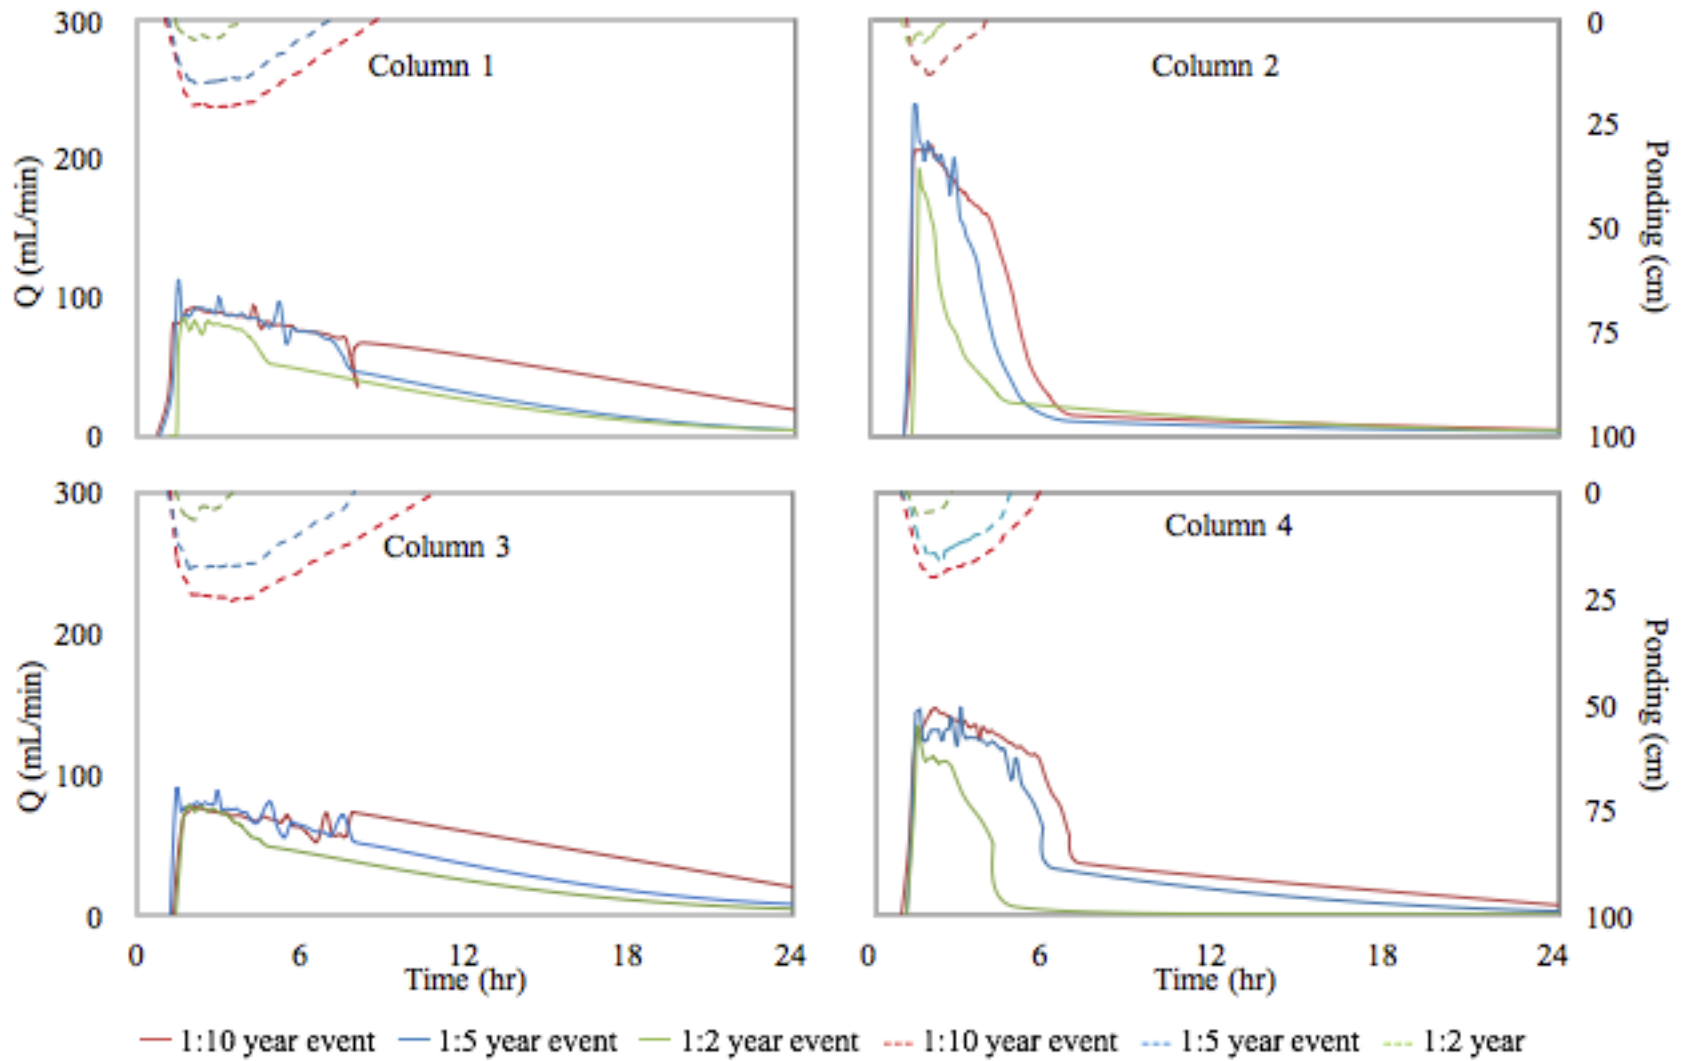 300
200
100
0
Q (mL/min)
Column 1
Column 2
0
25
50
75
100
Ponding (cm)
300
200
100
0
Q (mL/min)
Column 3
Column 4
0
25
50
75
100
Ponding (cm)
0 6 12 18 24
Time (hr)
0 6 12 18 24
Time (hr)
1:10 year event 1:5 year event 1:2 year event 1:10 year event 1:5 year event 1:2 year